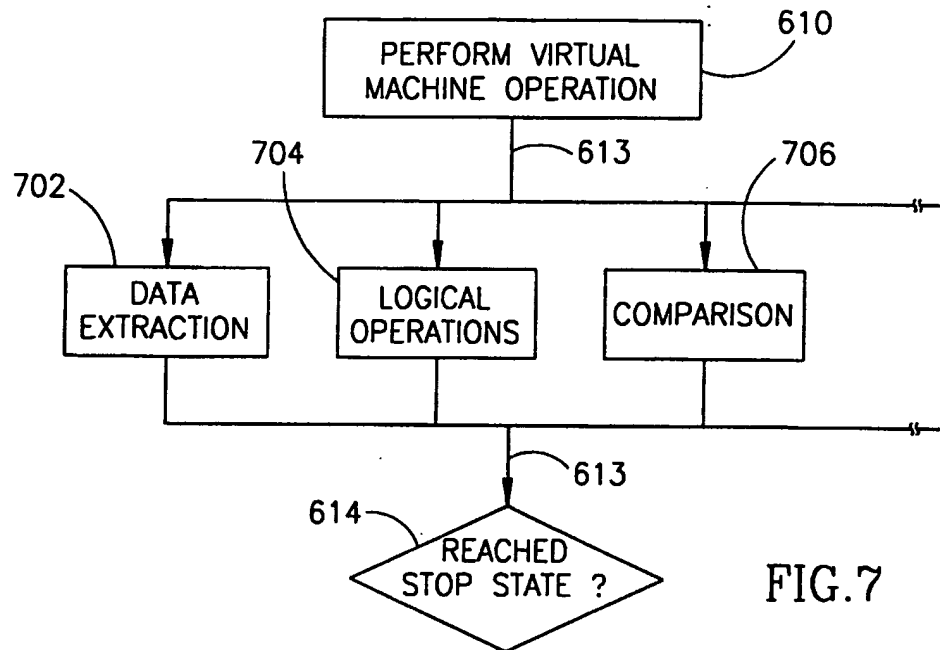 610
PERFORM VIRTUAL
MACHINE OPERATION
613
704
706
702
DATA
EXTRACTION
LOGICAL
OPERATIONS
COMPARISON
613
614
REACHED
STOP STATE ?
FIG.7